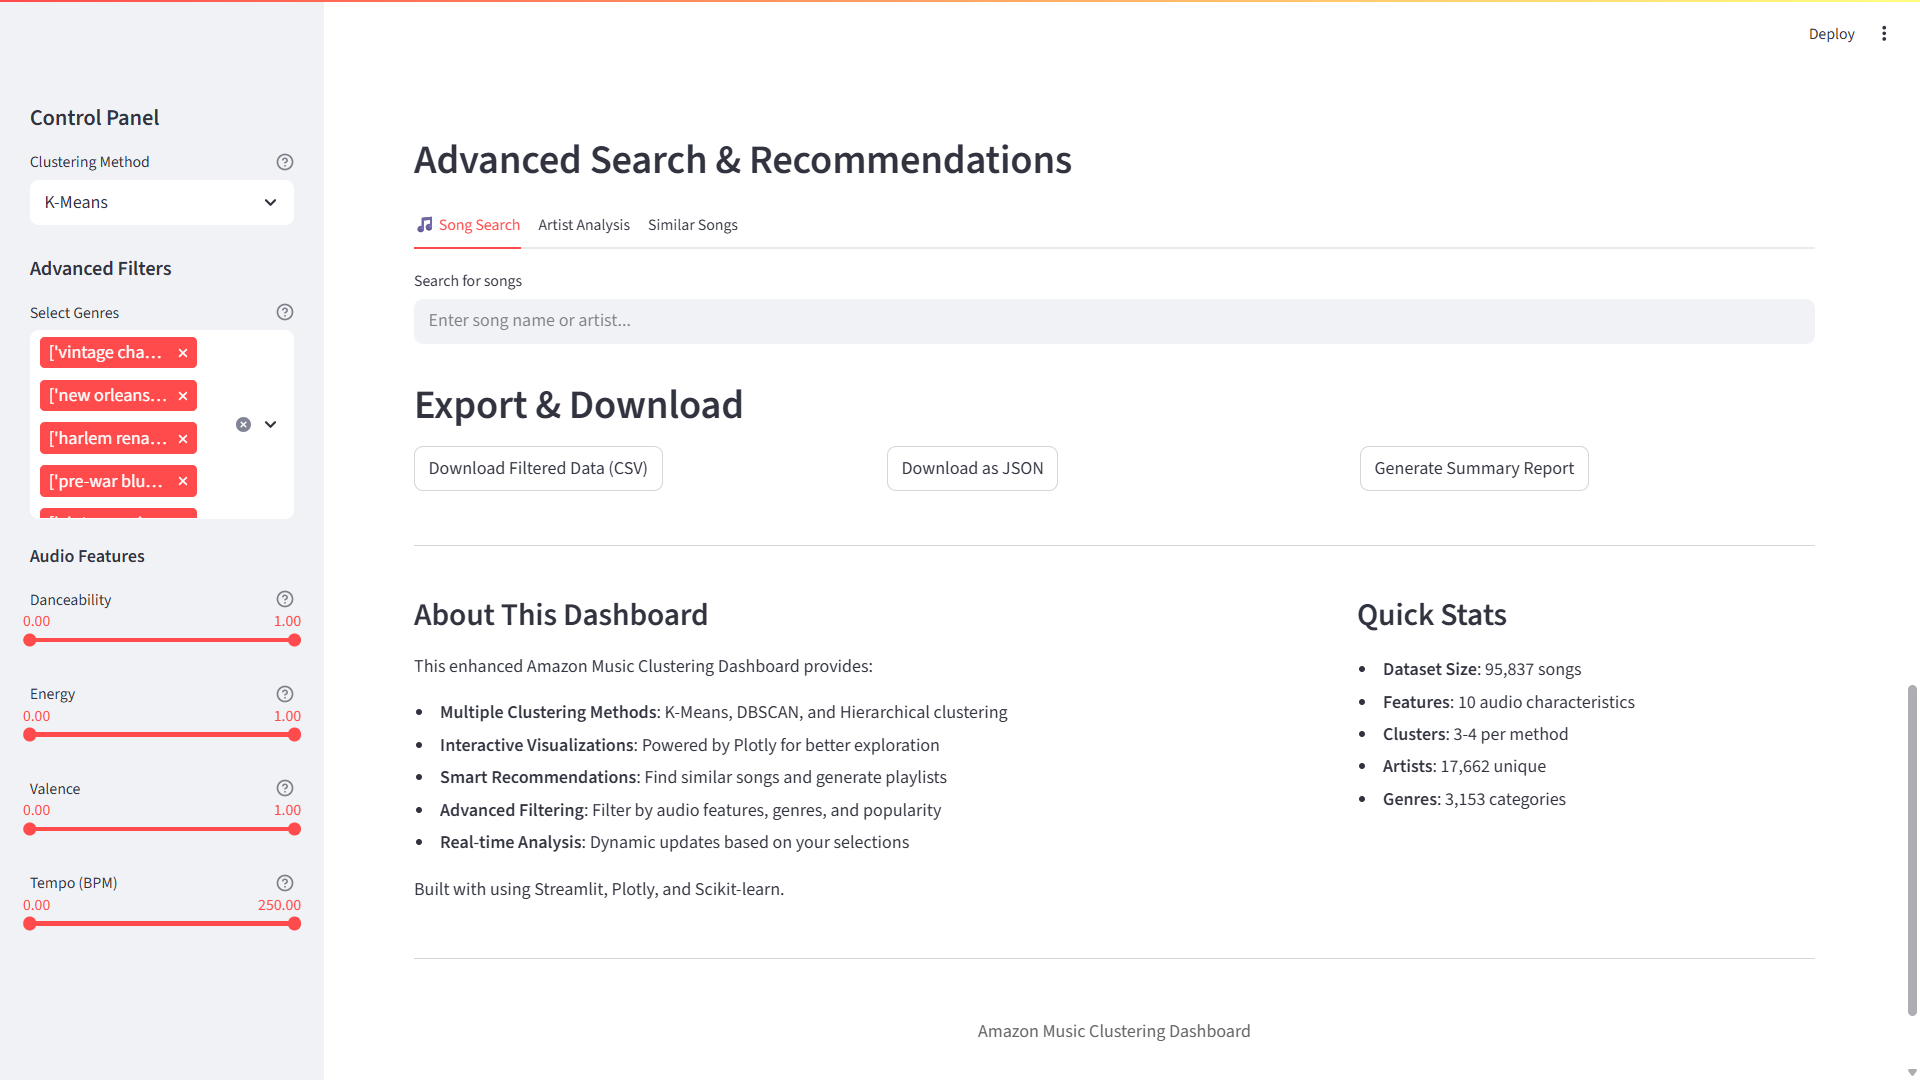 Deploy
Control Panel
Clustering Method
K-Means
Advanced Filters
Select Genres
['vintage cha...
['new orleans...
['harlem rena...
['pre-war blu...
Audio Features
Danceability
0.00 1.00
Energy
0.00 1.00
Valence
0.00 1.00
Tempo (BPM)
0.00 250.00
Advanced Search & Recommendations
Song Search Artist Analysis Similar Songs
Search for songs
Enter song name or artist...
Export & Download
Download Filtered Data (CSV) Download as JSON Generate Summary Report
About This Dashboard
This enhanced Amazon Music Clustering Dashboard provides:
• Multiple Clustering Methods: K-Means, DBSCAN, and Hierarchical clustering
• Interactive Visualizations: Powered by Plotly for better exploration
• Smart Recommendations: Find similar songs and generate playlists
• Advanced Filtering: Filter by audio features, genres, and popularity
• Real-time Analysis: Dynamic updates based on your selections
Built with using Streamlit, Plotly, and Scikit-learn.
Quick Stats
• Dataset Size: 95,837 songs
• Features: 10 audio characteristics
• Clusters: 3-4 per method
• Artists: 17,662 unique
• Genres: 3,153 categories
Amazon Music Clustering Dashboard